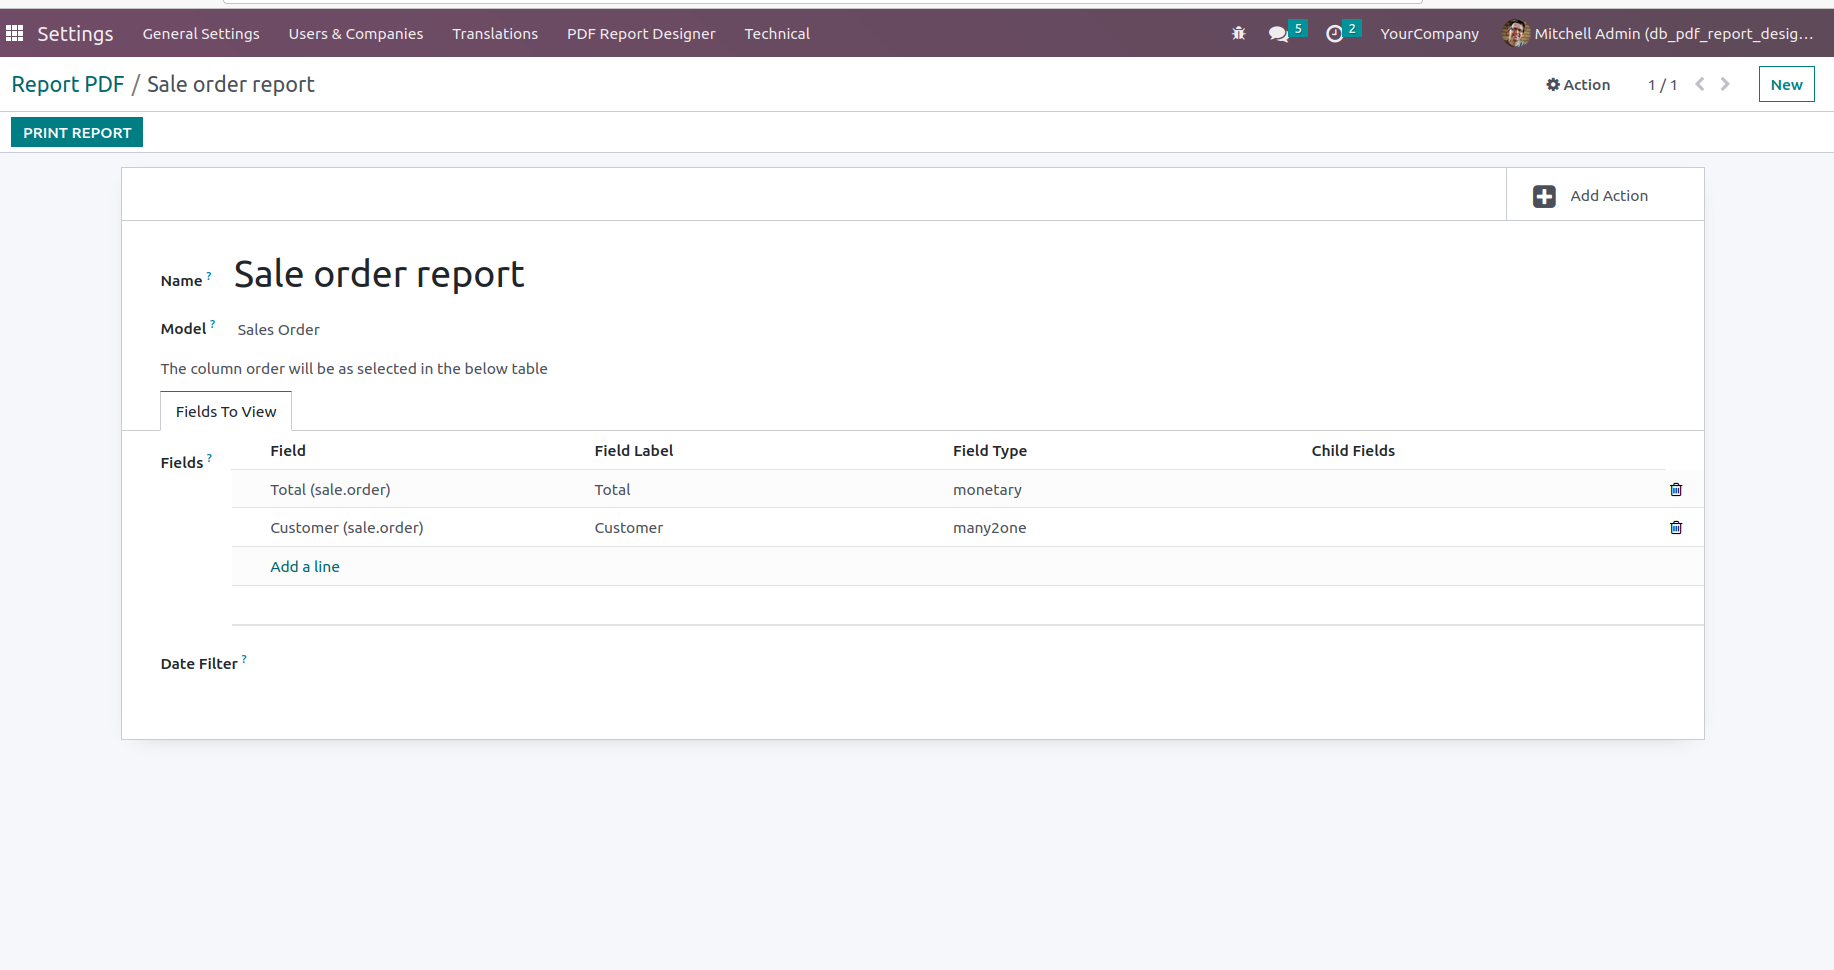 Settings General Settings Users & Companies Translations PDF Report Designer Technical 5 2 YourCompany Mitchell Admin (db_pdf_report_desig...
Report PDF / Sale order report Action 1 / 1 New
PRINT REPORT
Add Action
Name ? Sale order report
Model ? Sales Order
The column order will be as selected in the below table
Fields To View
Fields ? Field Field Label Field Type Child Fields
Total (sale.order) Total monetary
Customer (sale.order) Customer many2one
Add a line
Date Filter ?